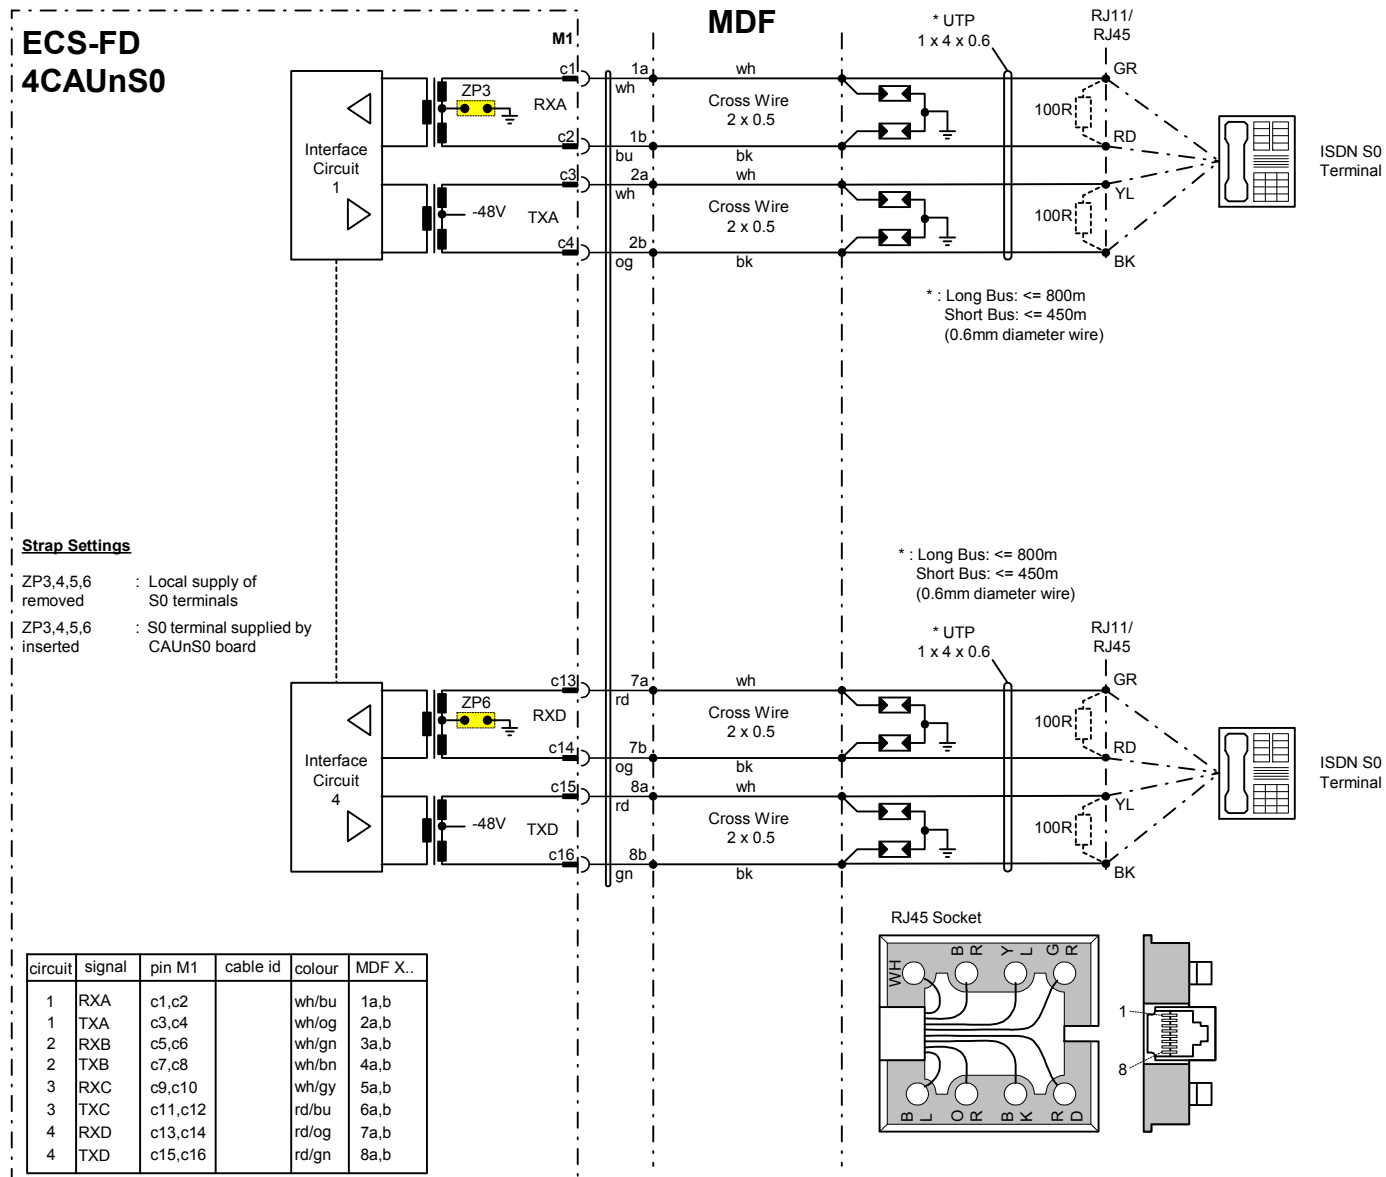 ECS-FD
4CAUnS0
MDF
M1
* UTP
1 x 4 x 0.6
RJ11/
RJ45
c1
1a
wh
wh
GR
ZP3
RXA
Cross Wire
2 x 0.5
100R
c2
1b
bu
bk
RD
Interface
Circuit
1
ISDN S0
Terminal
c3
2a
wh
wh
YL
-48V
TXA
Cross Wire
2 x 0.5
100R
c4
2b
og
bk
BK
* : Long Bus: <= 800m
Short Bus: <= 450m
(0.6mm diameter wire)
Strap Settings
ZP3,4,5,6 : Local supply of
removed S0 terminals
ZP3,4,5,6 : S0 terminal supplied by
inserted CAUnS0 board
* : Long Bus: <= 800m
Short Bus: <= 450m
(0.6mm diameter wire)
* UTP
1 x 4 x 0.6
RJ11/
RJ45
c13
7a
rd
wh
GR
ZP6
RXD
Cross Wire
2 x 0.5
100R
c14
7b
og
bk
RD
Interface
Circuit
4
ISDN S0
Terminal
c15
8a
rd
wh
YL
-48V
TXD
Cross Wire
2 x 0.5
100R
c16
8b
gn
bk
BK
RJ45 Socket
WH
BR
YL
GR
BL
OR
BK
RD
1
8
circuit signal pin M1 cable id colour MDF X..
1 RXA c1,c2 wh/bu 1a,b
1 TXA c3,c4 wh/og 2a,b
2 RXB c5,c6 wh/gn 3a,b
2 TXB c7,c8 wh/bn 4a,b
3 RXC c9,c10 wh/gy 5a,b
3 TXC c11,c12 rd/bu 6a,b
4 RXD c13,c14 rd/og 7a,b
4 TXD c15,c16 rd/gn 8a,b